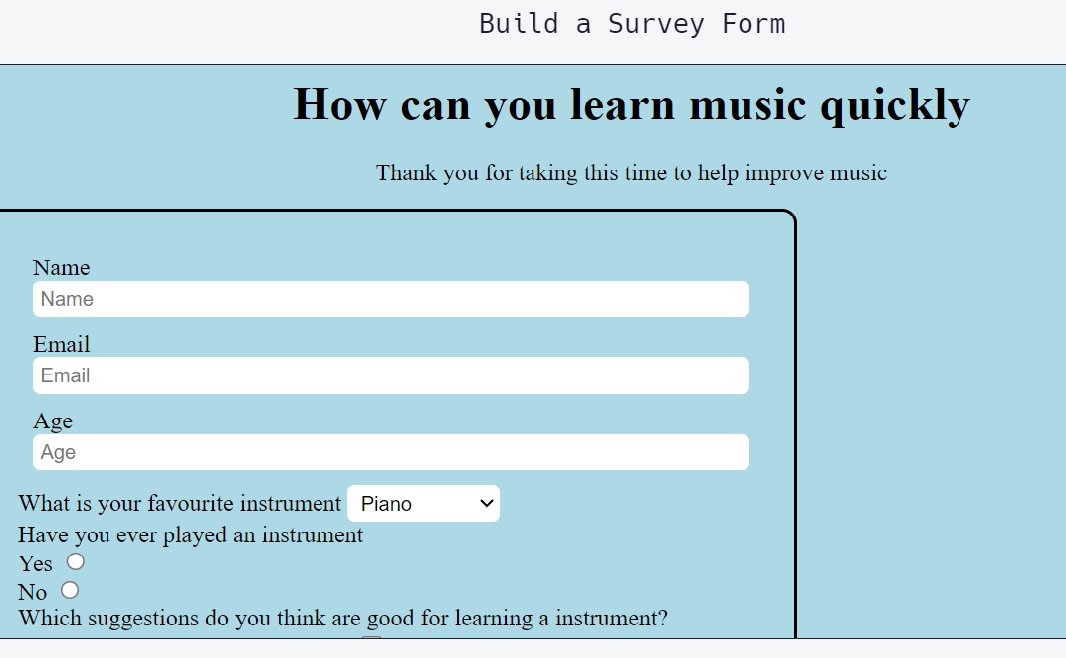 Build a Survey Form
How can you learn music quickly
Thank you for taking this time to help improve music
Name
Name
Email
Email
Age
Age
What is your favourite instrument Piano
Have you ever played an instrument
Yes
No
Which suggestions do you think are good for learning a instrument?